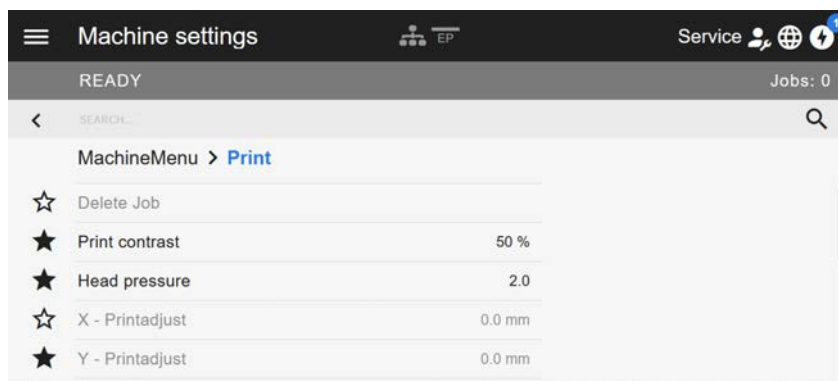 Machine settings EP Service
READY Jobs: 0
SEARCH...
MachineMenu > Print
Delete Job
Print contrast 50 %
Head pressure 2.0
X - Printadjust 0.0 mm
Y - Printadjust 0.0 mm